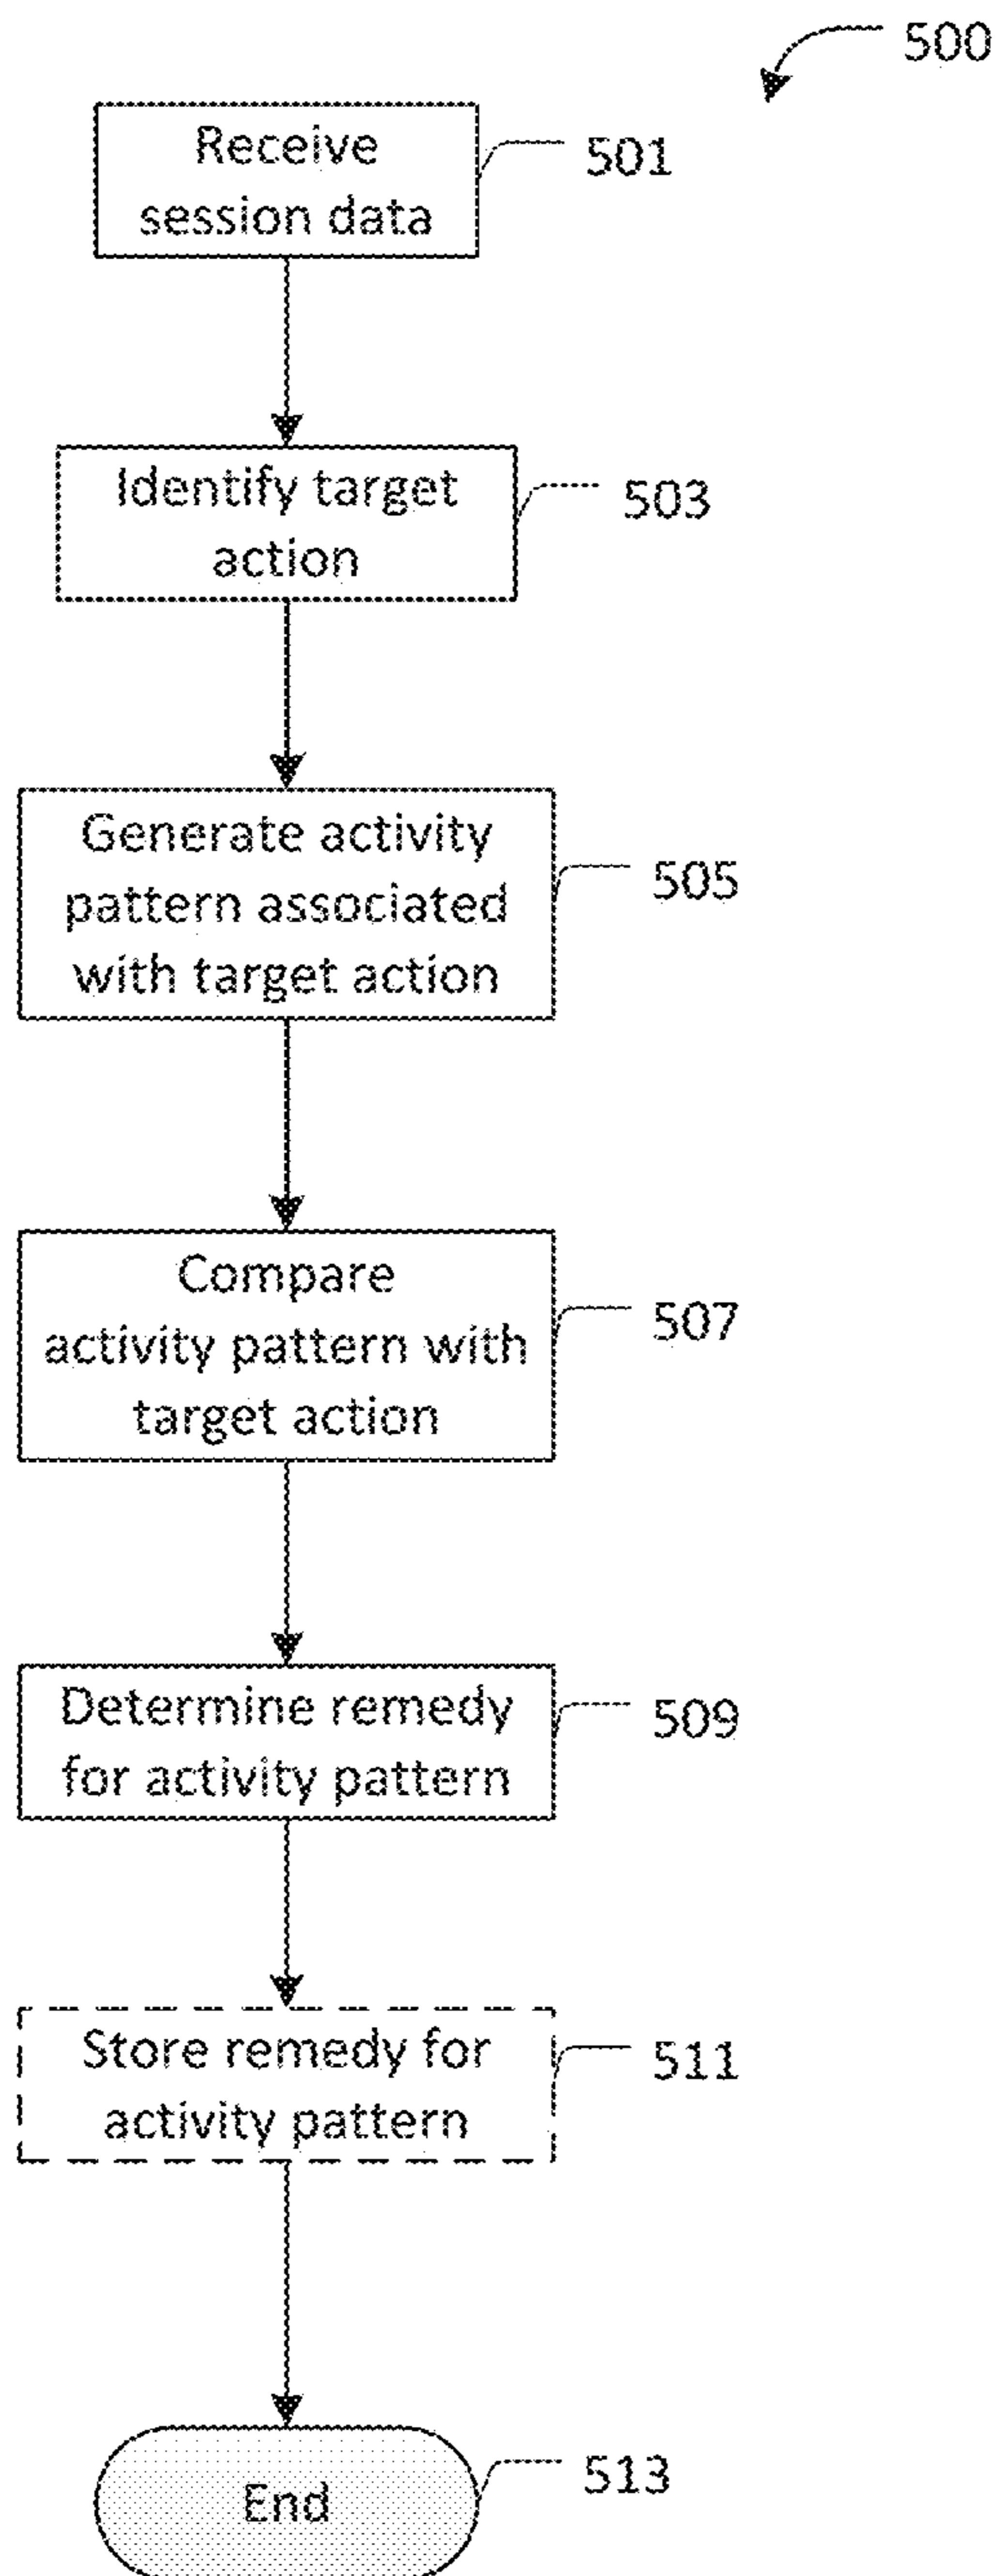 500
Receive
session data
501
Identify target
action
503
Generate activity
pattern associated
with target action
505
Compare
activity pattern with
target action
507
Determine remedy
for activity pattern
509
Store remedy for
activity pattern
511
End
513